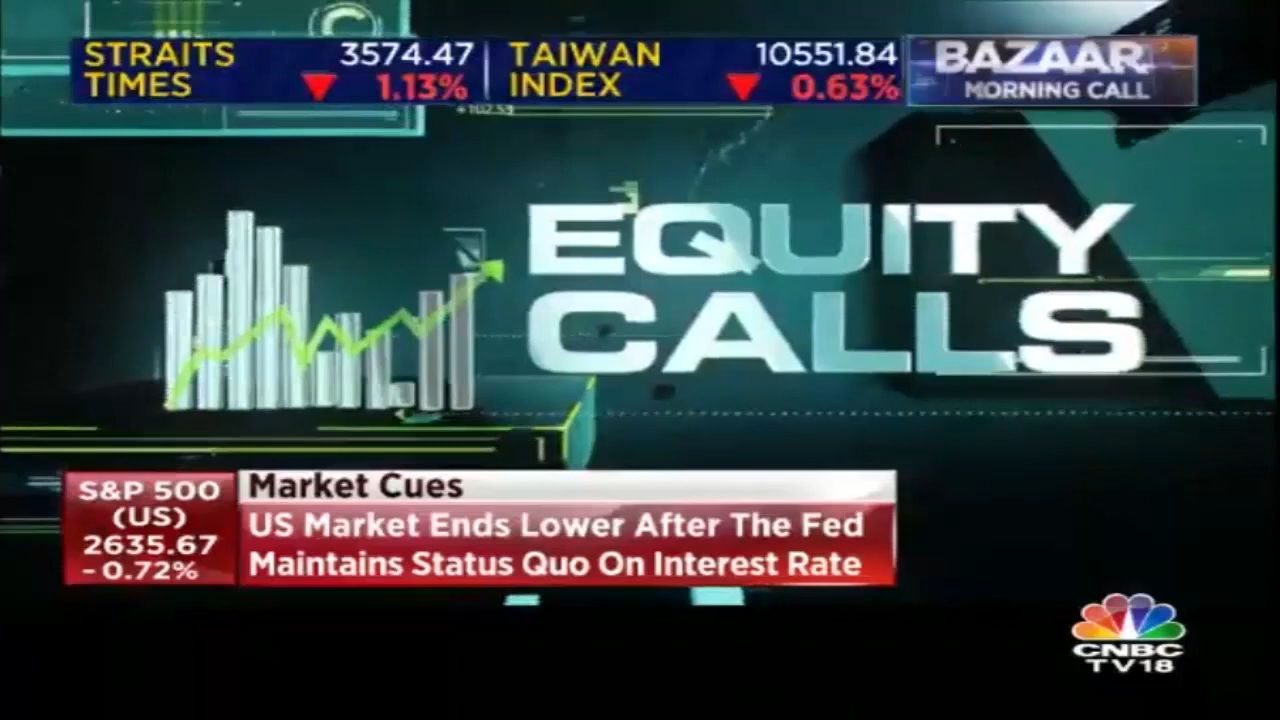 STRAITS TIMES 3574.47 ▼ 1.13%
TAIWAN INDEX 10551.84 ▼ 0.63%
BAZAAR
MORNING CALL
EQUITY
CALLS
S&P 500
(US)
2635.67
- 0.72%
Market Cues
US Market Ends Lower After The Fed
Maintains Status Quo On Interest Rate
CNBC
TV18